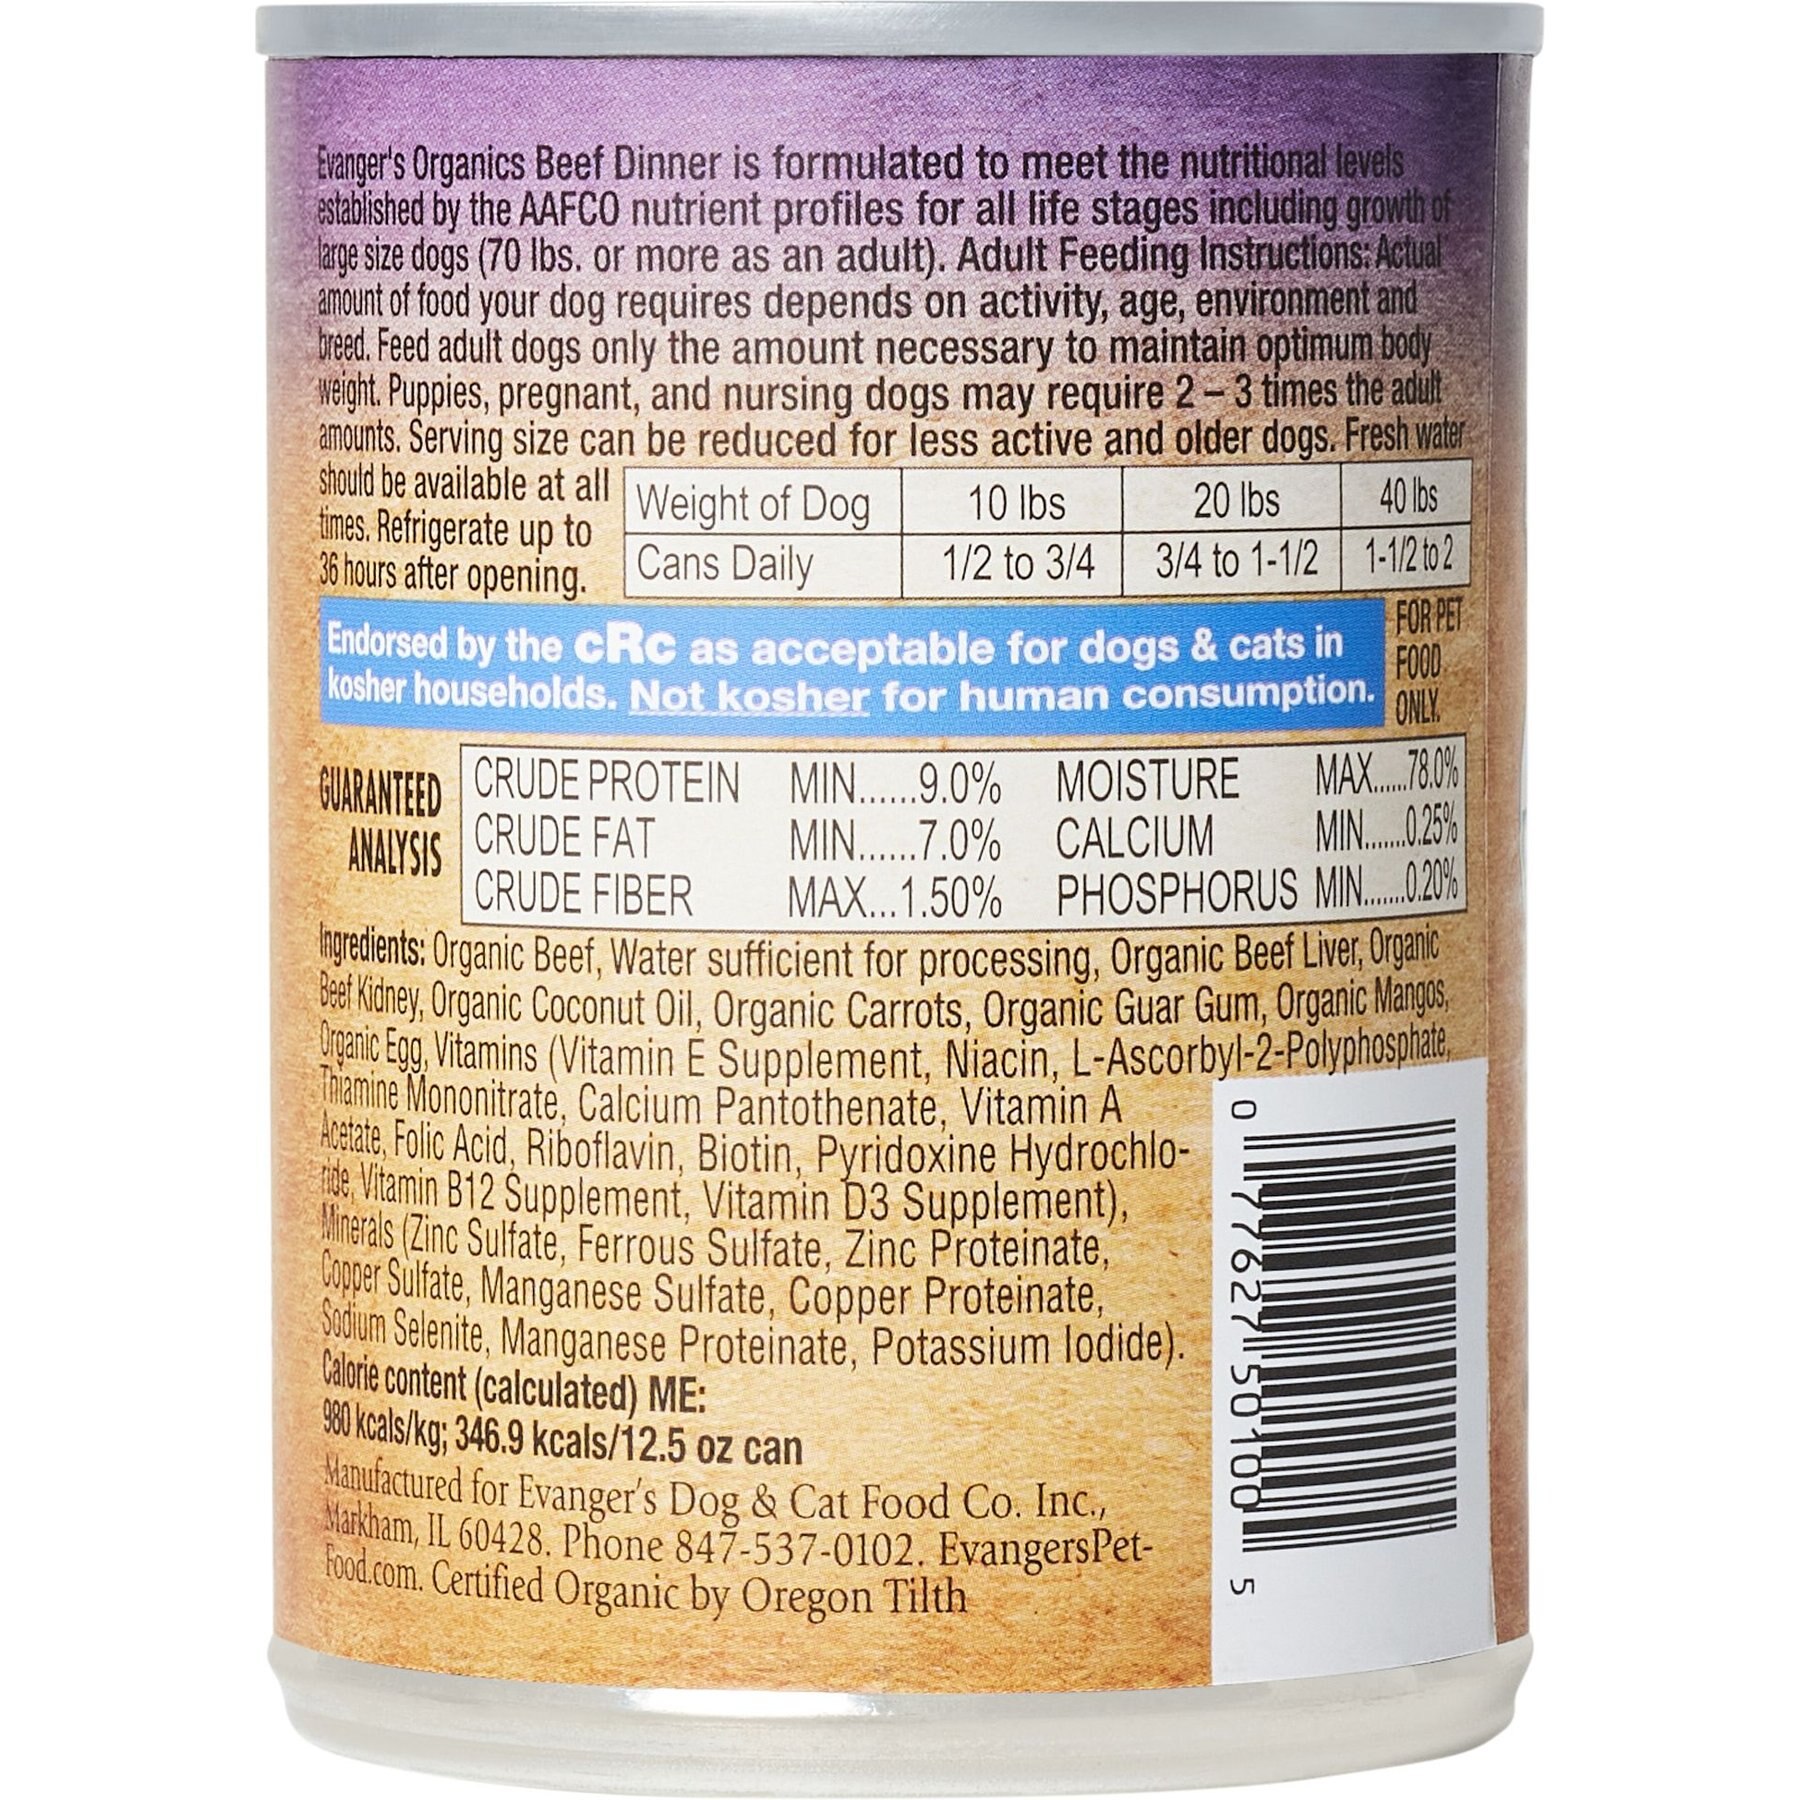 Evanger's Organics Beef Dinner is formulated to meet the nutritional levels
established by the AAFCO nutrient profiles for all life stages including growth of
large size dogs (70 lbs. or more as an adult). Adult Feeding Instructions: Actual
amount of food your dog requires depends on activity, age, environment and
breed. Feed adult dogs only the amount necessary to maintain optimum body
weight. Puppies, pregnant, and nursing dogs may require 2 – 3 times the adult
amounts. Serving size can be reduced for less active and older dogs. Fresh water
should be available at all
times. Refrigerate up to
36 hours after opening.
Weight of Dog 10 lbs 20 lbs 40 lbs
Cans Daily 1/2 to 3/4 3/4 to 1-1/2 1-1/2 to 2
Endorsed by the cRc as acceptable for dogs & cats in
kosher households. Not kosher for human consumption.
FOR PET
FOOD
ONLY.
GUARANTEED
ANALYSIS
CRUDE PROTEIN MIN......9.0% MOISTURE MAX.....78.0%
CRUDE FAT MIN......7.0% CALCIUM MIN......0.25%
CRUDE FIBER MAX...1.50% PHOSPHORUS MIN......0.20%
Ingredients: Organic Beef, Water sufficient for processing, Organic Beef Liver, Organic
Beef Kidney, Organic Coconut Oil, Organic Carrots, Organic Guar Gum, Organic Mangos,
Organic Egg, Vitamins (Vitamin E Supplement, Niacin, L-Ascorbyl-2-Polyphosphate,
Thiamine Mononitrate, Calcium Pantothenate, Vitamin A
Acetate, Folic Acid, Riboflavin, Biotin, Pyridoxine Hydrochlo-
ride, Vitamin B12 Supplement, Vitamin D3 Supplement),
Minerals (Zinc Sulfate, Ferrous Sulfate, Zinc Proteinate,
Copper Sulfate, Manganese Sulfate, Copper Proteinate,
Sodium Selenite, Manganese Proteinate, Potassium Iodide).
Calorie content (calculated) ME:
980 kcals/kg; 346.9 kcals/12.5 oz can
Manufactured for Evanger's Dog & Cat Food Co. Inc.,
Markham, IL 60428. Phone 847-537-0102. EvangersPet-
Food.com. Certified Organic by Oregon Tilth
0 77627 50100 5